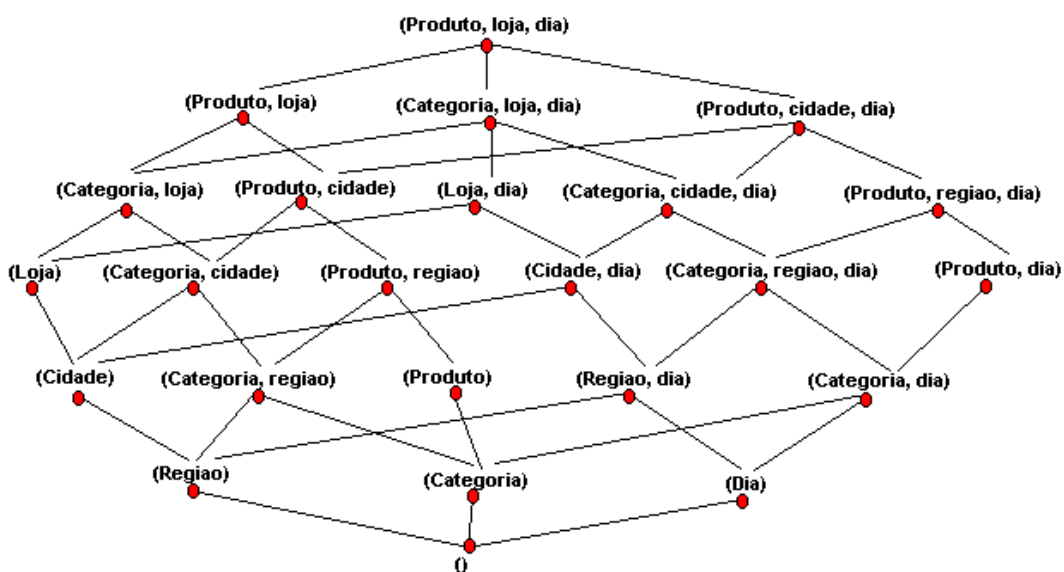 (Produto, loja, dia)
(Produto, loja)
(Categoria, loja, dia)
(Produto, cidade, dia)
(Categoria, loja)
(Produto, cidade)
(Loja, dia)
(Categoria, cidade, dia)
(Produto, regiao, dia)
(Loja)
(Categoria, cidade)
(Produto, regiao)
(Cidade, dia)
(Categoria, regiao, dia)
(Produto, dia)
(Cidade)
(Categoria, regiao)
(Produto)
(Regiao, dia)
(Categoria, dia)
(Regiao)
(Categoria)
(Dia)
()